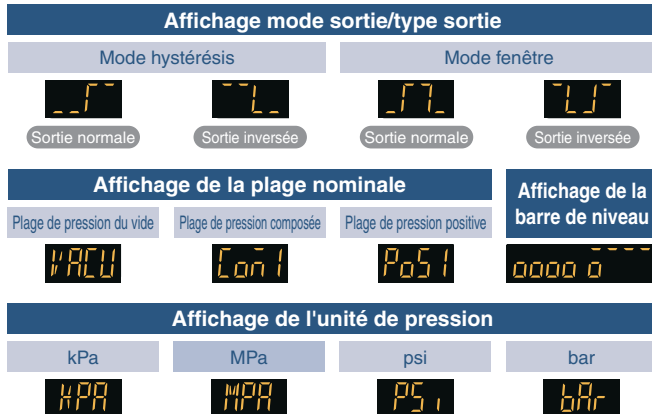 Affichage mode sortie/type sortie
Mode hystérésis Mode fenêtre
Sortie normale Sortie inversée Sortie normale Sortie inversée
Affichage de la plage nominale
Affichage de la
barre de niveau
Plage de pression du vide Plage de pression composée Plage de pression positive
VACU Com1 PoS1
oooo o
Affichage de l'unité de pression
kPa MPa psi bar
KPA MPA PSi bAr